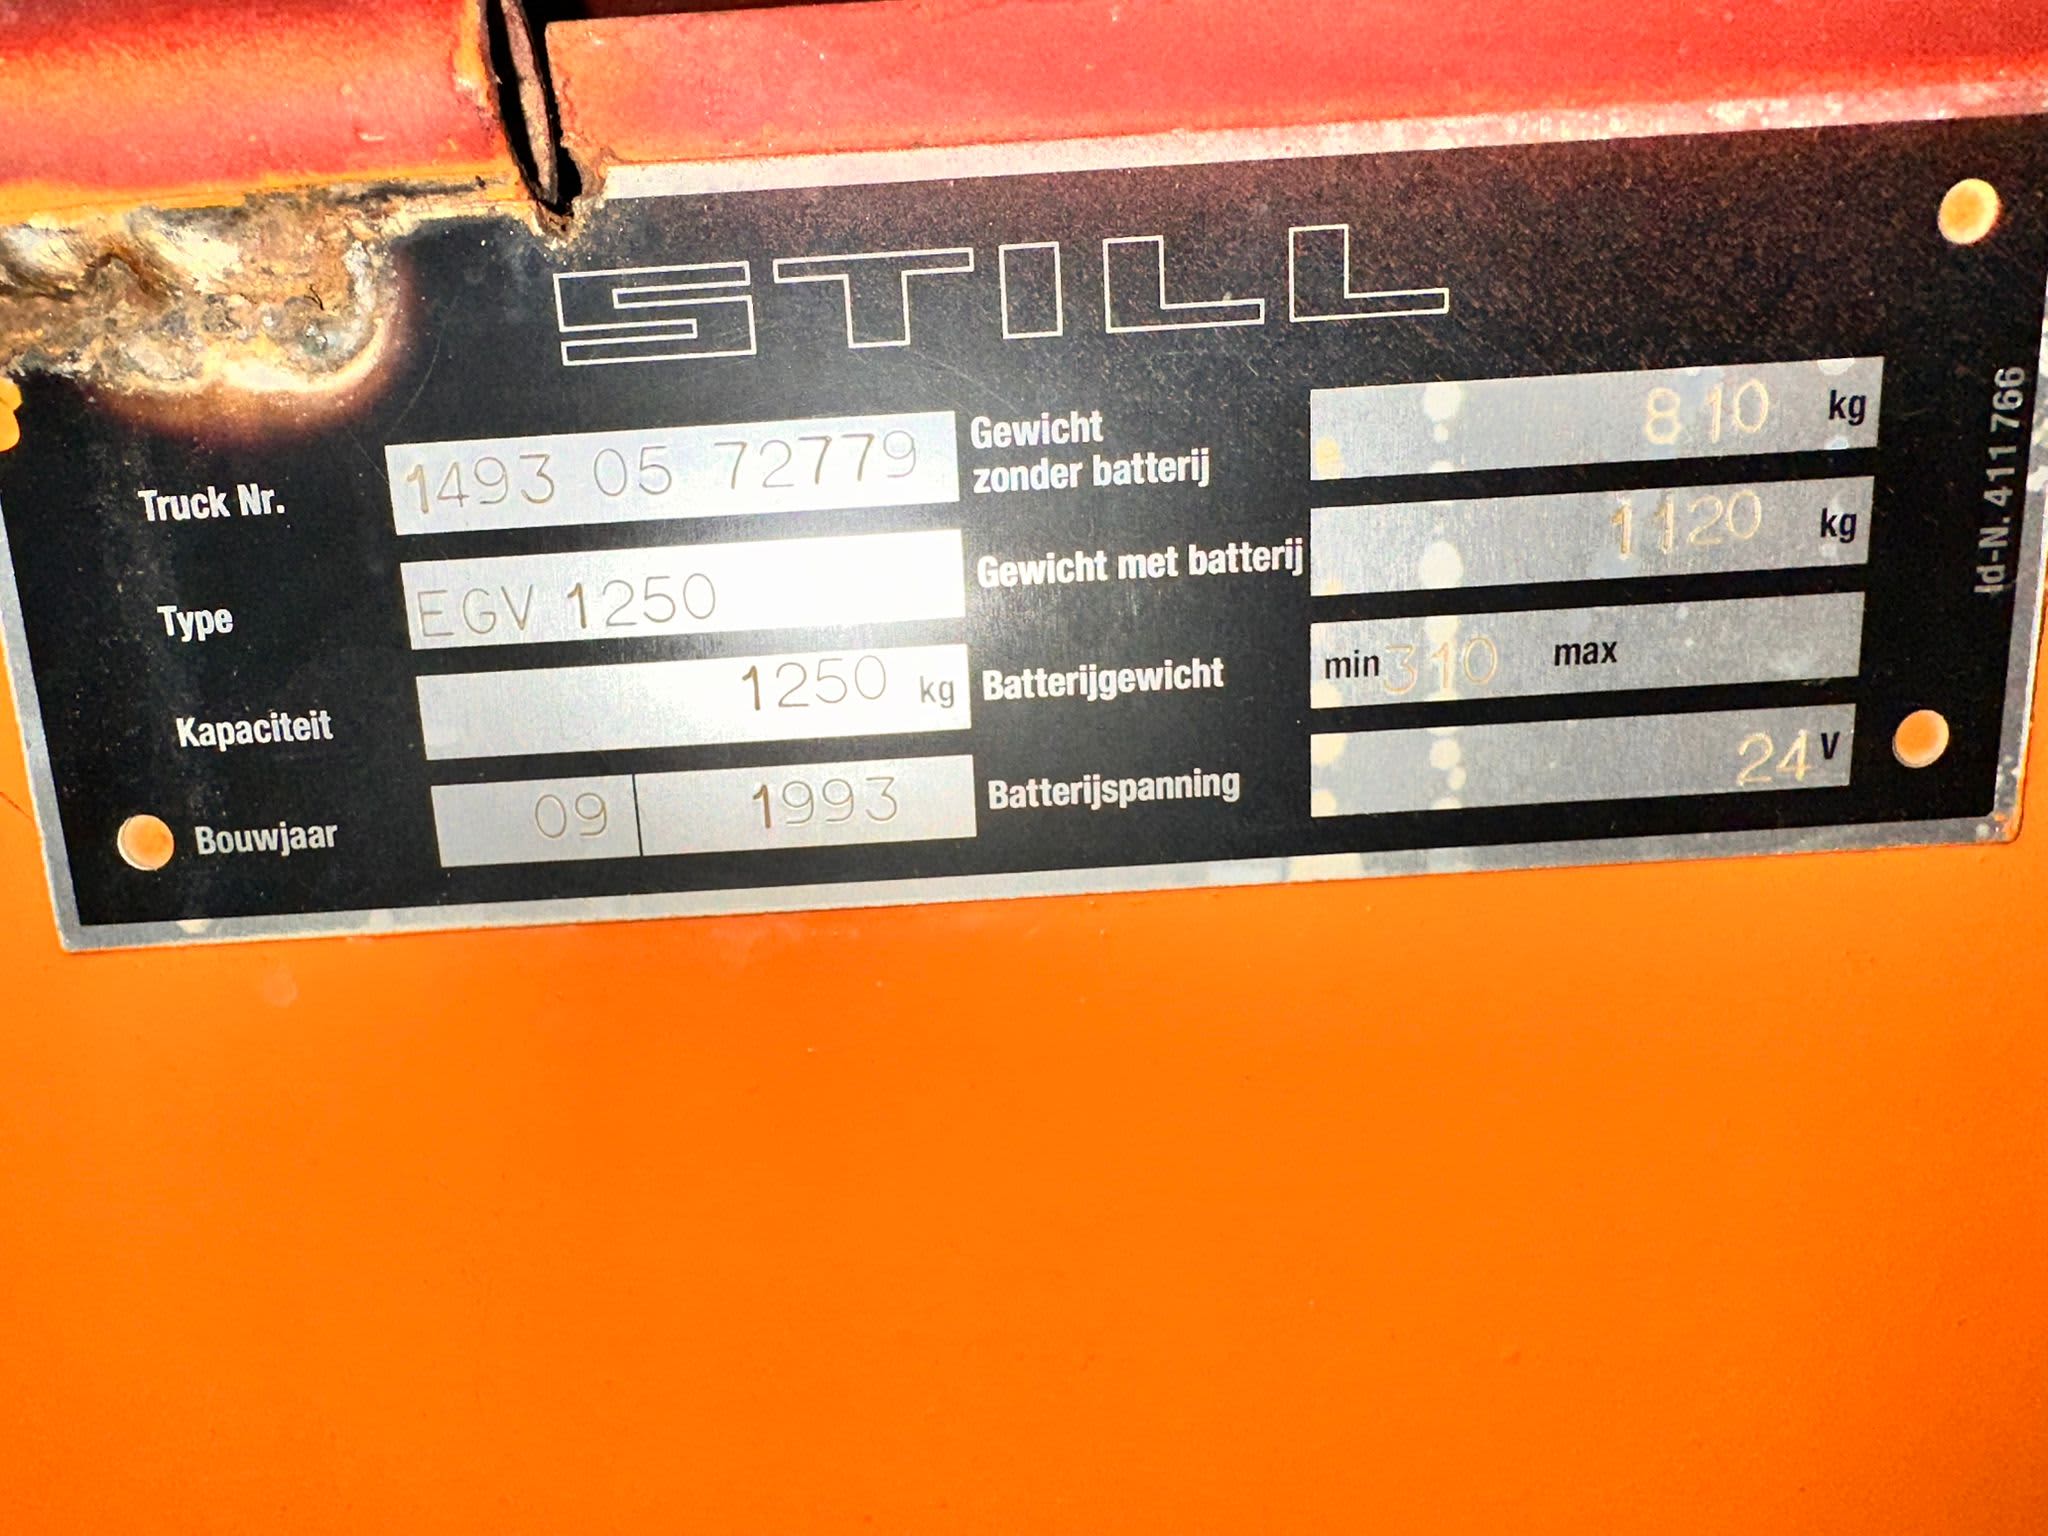 STILL
Truck Nr. 1493 05 72779
Type EGV 1250
Kapaciteit 1250 kg
Bouwjaar 09 1993
Gewicht
zonder batterij 810 kg
Gewicht met batterij 1120 kg
Batterijgewicht min 310 max
Batterijspanning 24 V
Id-N. 411 766